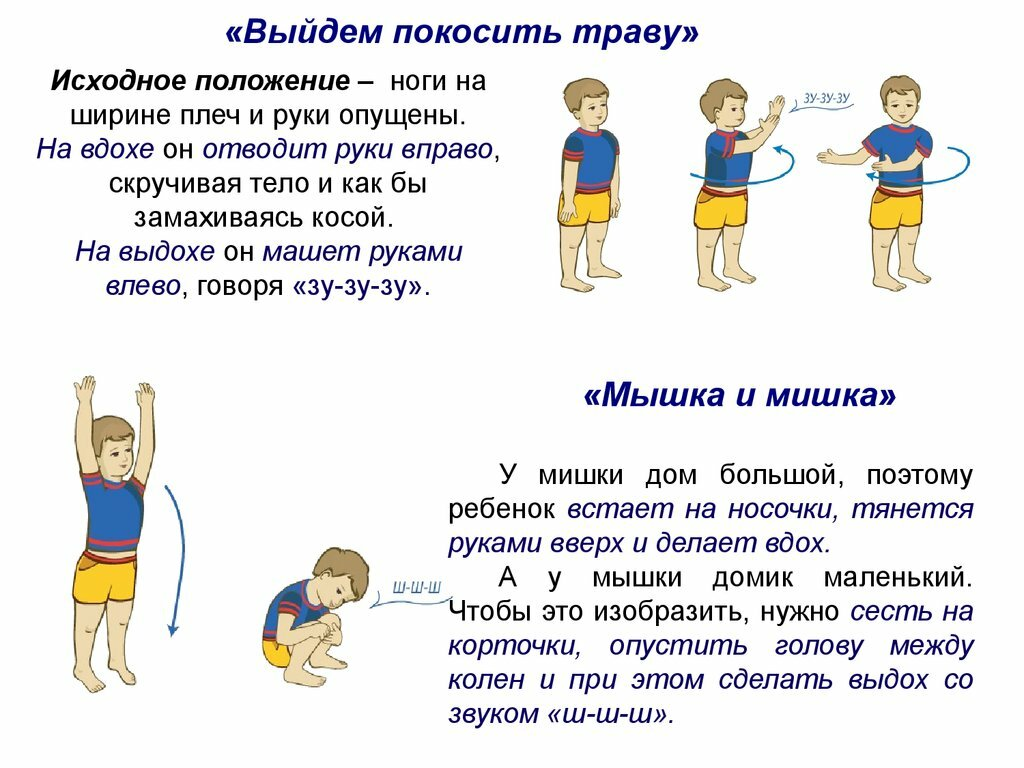 «Выйдем покосить траву»
Исходное положение – ноги на
ширине плеч и руки опущены.
На вдохе он отводит руки вправо,
скручивая тело и как бы
замахиваясь косой.
На выдохе он машет руками
влево, говоря «зу-зу-зу».
ЗУ-ЗУ-ЗУ
«Мышка и мишка»
У мишки дом большой, поэтому
ребенок встает на носочки, тянется
руками вверх и делает вдох.
А у мышки домик маленький.
Чтобы это изобразить, нужно сесть на
корточки, опустить голову между
колен и при этом сделать выдох со
звуком «ш-ш-ш».
Ш-Ш-Ш